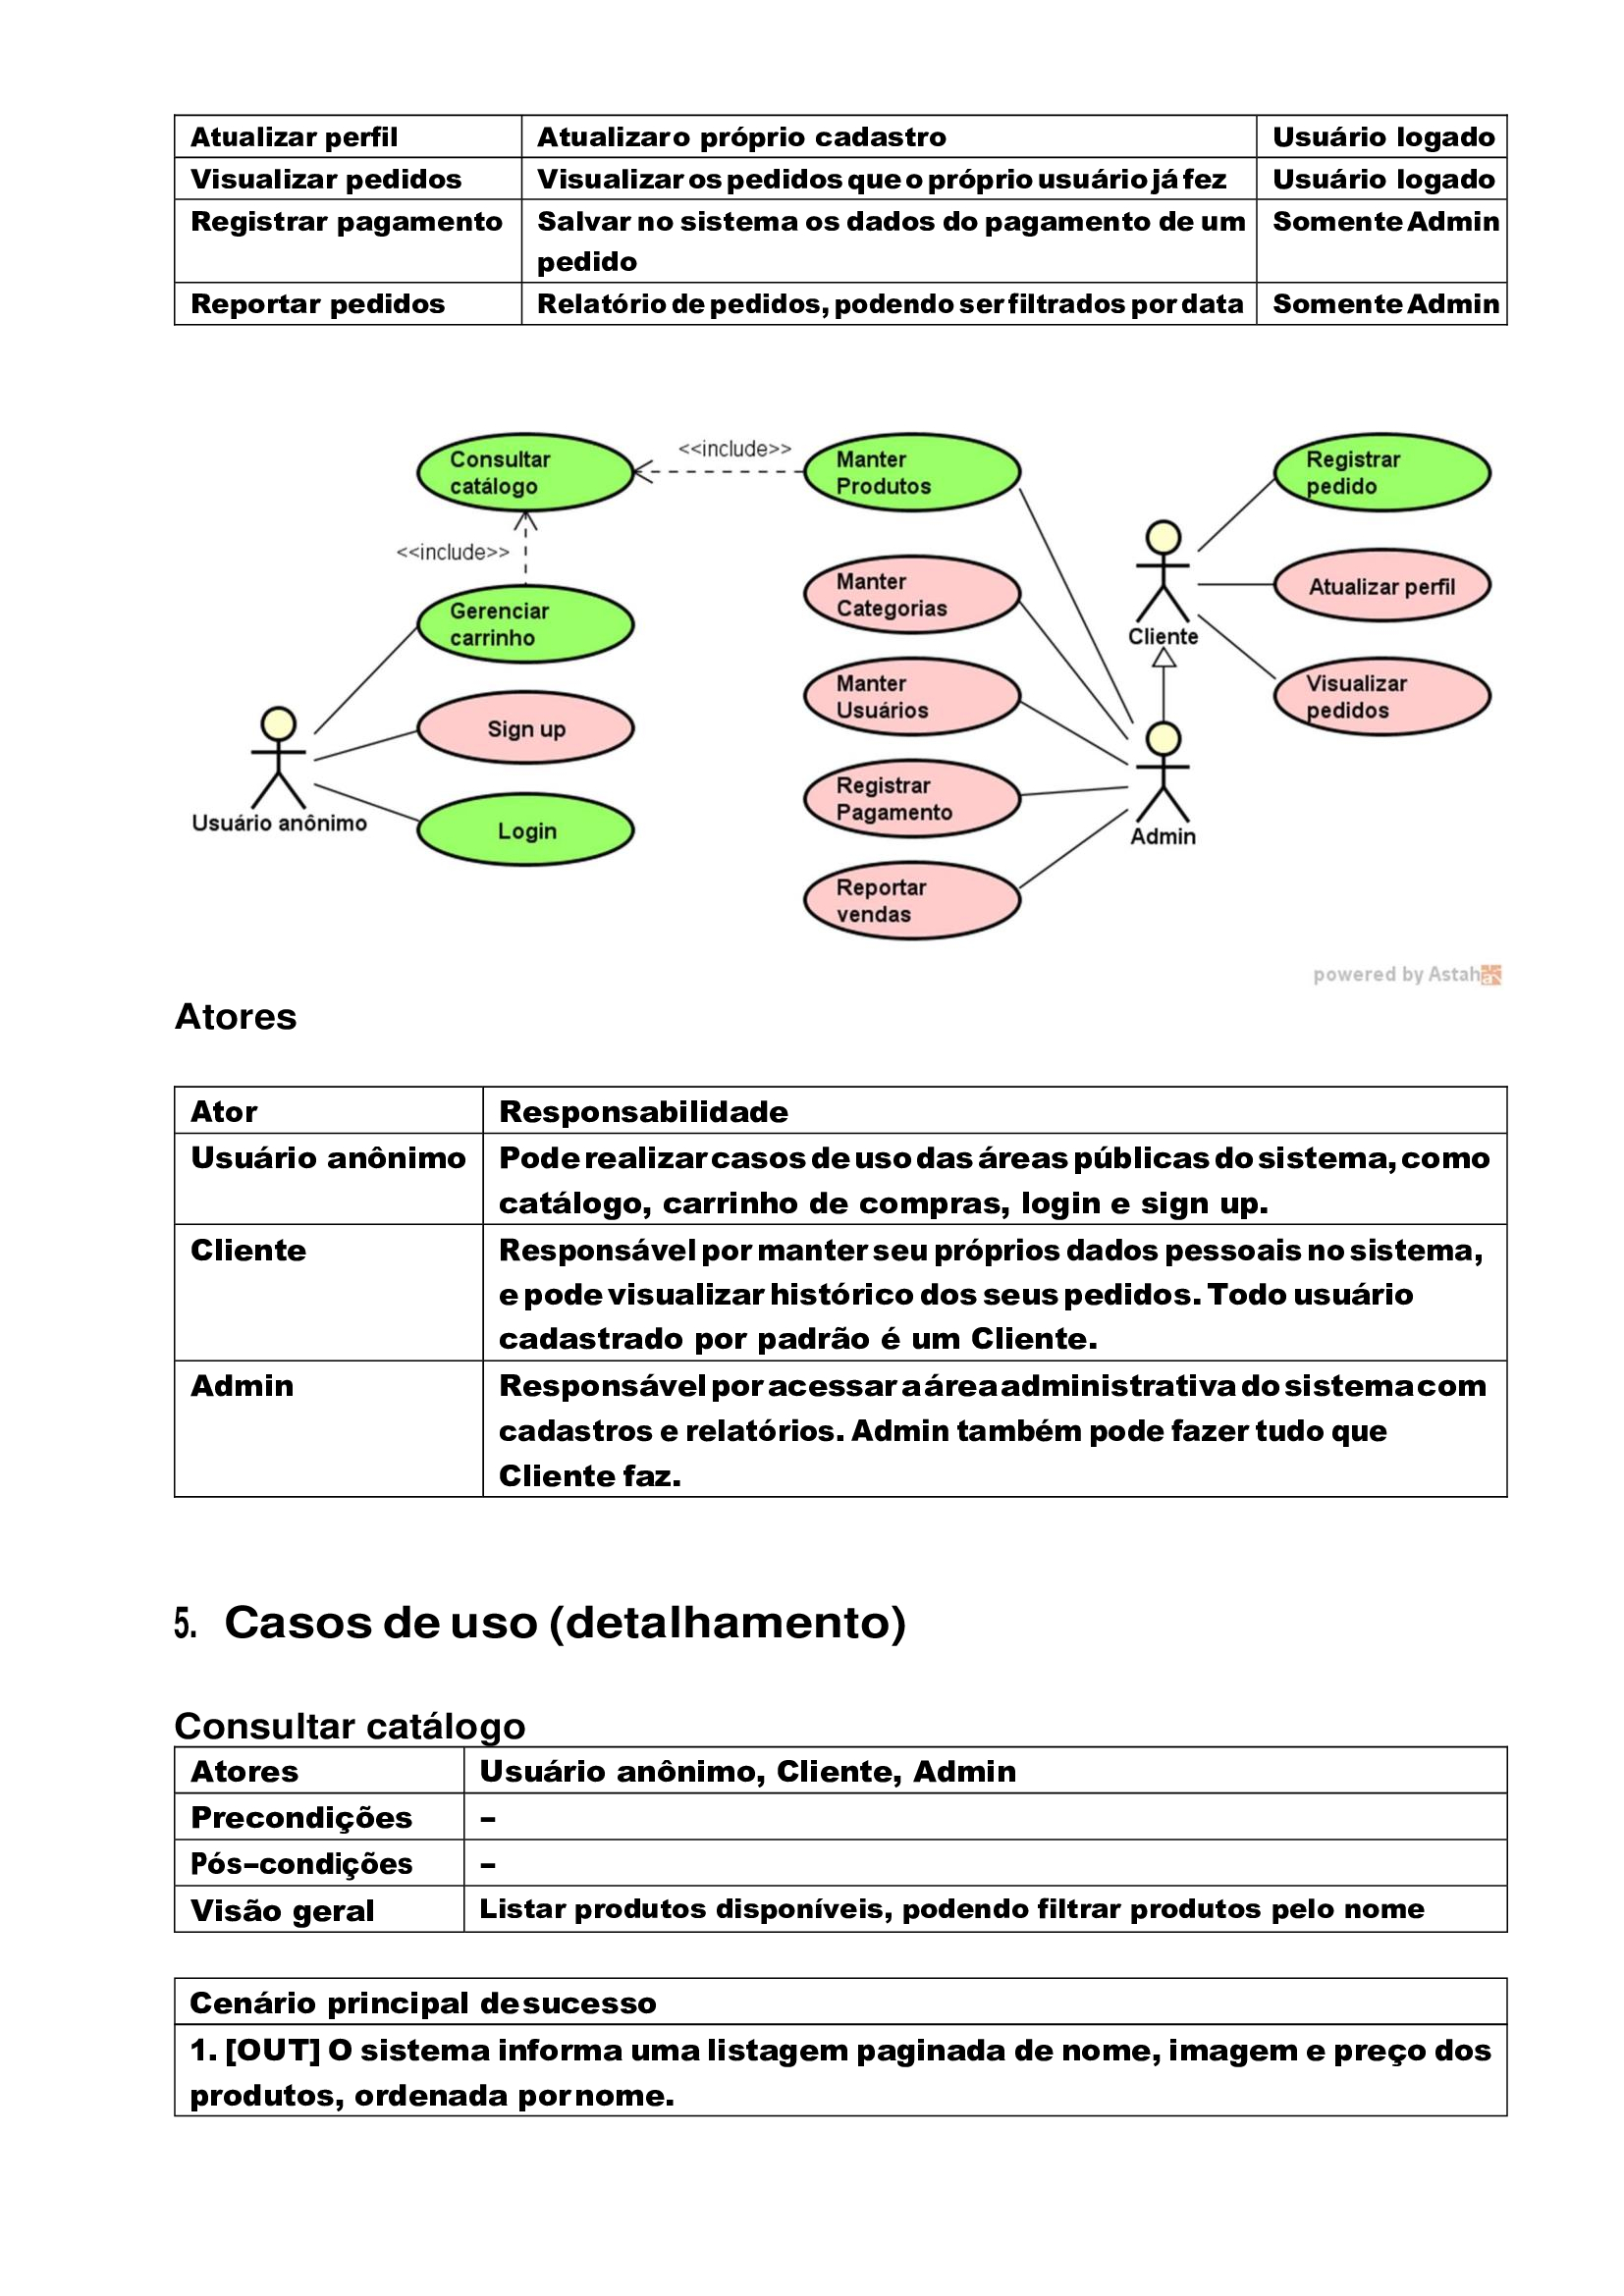 Atualizar perfil Atualizar o próprio cadastro Usuário logado
Visualizar pedidos Visualizar os pedidos que o próprio usuário já fez Usuário logado
Registrar pagamento Salvar no sistema os dados do pagamento de um Somente Admin
pedido
Reportar pedidos Relatório de pedidos, podendo ser filtrados por data Somente Admin
Consultar
catálogo
<<include>>
Manter
Produtos
Registrar
pedido
<<include>>
Gerenciar
carrinho
Manter
Categorias
Atualizar perfil
Cliente
Manter
Usuários
Visualizar
pedidos
Sign up
Usuário anônimo
Login
Registrar
Pagamento
Admin
Reportar
vendas
powered by Astah
Atores
Ator Responsabilidade
Usuário anônimo Pode realizar casos de uso das áreas públicas do sistema, como
catálogo, carrinho de compras, login e sign up.
Cliente Responsável por manter seu próprios dados pessoais no sistema,
e pode visualizar histórico dos seus pedidos. Todo usuário
cadastrado por padrão é um Cliente.
Admin Responsável por acessar a área administrativa do sistema com
cadastros e relatórios. Admin também pode fazer tudo que
Cliente faz.
5. Casos de uso (detalhamento)
Consultar catálogo
Atores Usuário anônimo, Cliente, Admin
Precondições –
Pós-condições –
Visão geral Listar produtos disponíveis, podendo filtrar produtos pelo nome
Cenário principal de sucesso
1. [OUT] O sistema informa uma listagem paginada de nome, imagem e preço dos
produtos, ordenada por nome.